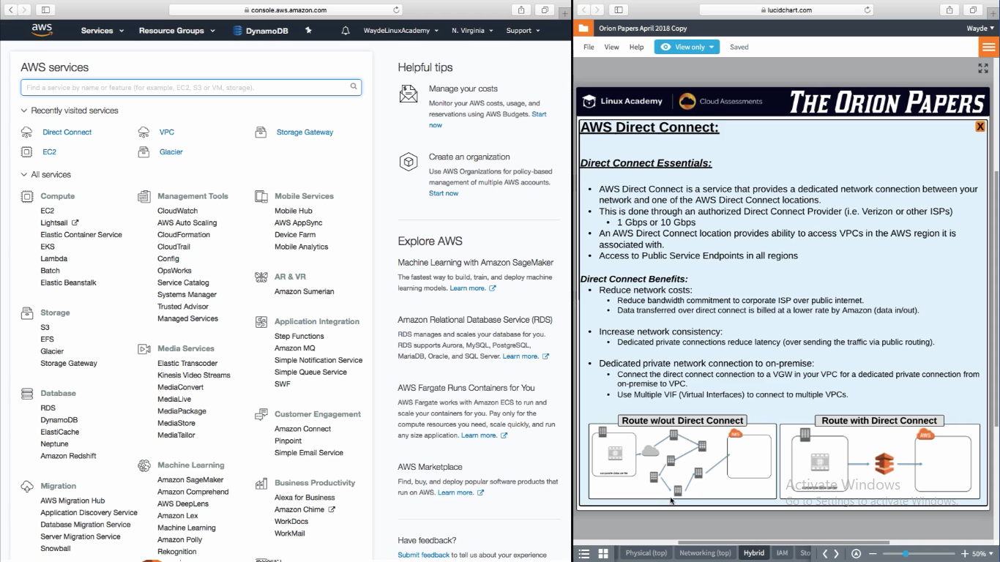 console.aws.amazon.com
aws
Services
Resource Groups
DynamoDB
WaydeLinuxAcademy
N. Virginia
Support
AWS services
Find a service by name or feature (for example, EC2, S3 or VM, storage).
Recently visited services
Direct Connect
VPC
Storage Gateway
EC2
Glacier
All services
Compute
EC2
Lightsail
Elastic Container Service
EKS
Lambda
Batch
Elastic Beanstalk
Storage
S3
EFS
Glacier
Storage Gateway
Database
RDS
DynamoDB
ElastiCache
Neptune
Amazon Redshift
Migration
AWS Migration Hub
Application Discovery Service
Database Migration Service
Server Migration Service
Snowball
Management Tools
CloudWatch
AWS Auto Scaling
CloudFormation
CloudTrail
Config
OpsWorks
Service Catalog
Systems Manager
Trusted Advisor
Managed Services
Media Services
Elastic Transcoder
Kinesis Video Streams
MediaConvert
MediaLive
MediaPackage
MediaStore
MediaTailor
Machine Learning
Amazon SageMaker
Amazon Comprehend
AWS DeepLens
Amazon Lex
Machine Learning
Amazon Polly
Rekognition
Mobile Services
Mobile Hub
AWS AppSync
Device Farm
Mobile Analytics
AR & VR
Amazon Sumerian
Application Integration
Step Functions
Amazon MQ
Simple Notification Service
Simple Queue Service
SWF
Customer Engagement
Amazon Connect
Pinpoint
Simple Email Service
Business Productivity
Alexa for Business
Amazon Chime
WorkDocs
WorkMail
Helpful tips
Manage your costs
Monitor your AWS costs, usage, and
reservations using AWS Budgets. Start
now
Create an organization
Use AWS Organizations for policy-based
management of multiple AWS accounts.
Start now
Explore AWS
Machine Learning with Amazon SageMaker
The fastest way to build, train, and deploy machine
learning models. Learn more.
Amazon Relational Database Service (RDS)
RDS manages and scales your database for you.
RDS supports Aurora, MySQL, PostgreSQL,
MariaDB, Oracle, and SQL Server. Learn more.
AWS Fargate Runs Containers for You
AWS Fargate works with Amazon ECS to run and
scale your containers for you. Pay only for the
compute resources you need, scale quickly, and run
any size application. Learn more.
AWS Marketplace
Find, buy, and deploy popular software products that
run on AWS. Learn more.
Have feedback?
Submit feedback to tell us about your experience
lucidchart.com
Orion Papers April 2018 Copy
Wayde
File
View
Help
View only
Saved
Linux Academy
Cloud Assessments
THE ORION PAPERS
AWS Direct Connect:
X
Direct Connect Essentials:
• AWS Direct Connect is a service that provides a dedicated network connection between your
network and one of the AWS Direct Connect locations.
• This is done through an authorized Direct Connect Provider (i.e. Verizon or other ISPs)
• 1 Gbps or 10 Gbps
• An AWS Direct Connect location provides ability to access VPCs in the AWS region it is
associated with.
• Access to Public Service Endpoints in all regions
Direct Connect Benefits:
• Reduce network costs:
• Reduce bandwidth commitment to corporate ISP over public internet.
• Data transferred over direct connect is billed at a lower rate by Amazon (data in/out).
• Increase network consistency:
• Dedicated private connections reduce latency (over sending the traffic via public routing).
• Dedicated private network connection to on-premise:
• Connect the direct connect connection to a VGW in your VPC for a dedicated private connection from
on-premise to VPC.
• Use Multiple VIF (Virtual Interfaces) to connect to multiple VPCs.
Route w/out Direct Connect
AWS
corporate data center
Route with Direct Connect
AWS
corporate data center
Activate Windows
Go to Settings to activate Windows.
Physical (top)
Networking (top)
Hybrid
IAM
Sto
50%